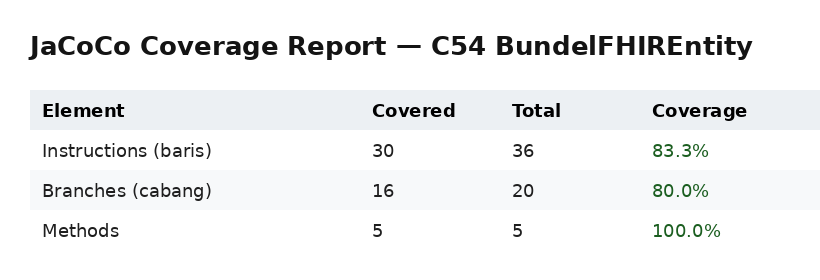 JaCoCo Coverage Report — C54 BundelFHIREntity
Element Covered Total Coverage
Instructions (baris) 30 36 83.3%
Branches (cabang) 16 20 80.0%
Methods 5 5 100.0%